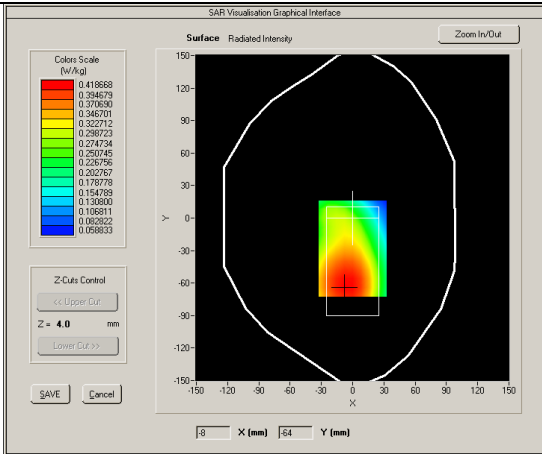 SAR Visualisation Graphical Interface
Surface Radiated Intensity
Zoom In/Out
Colors Scale
(W/kg)
0.418668
0.394679
0.370690
0.346701
0.322712
0.298723
0.274734
0.250745
0.226756
0.202767
0.178778
0.154789
0.130800
0.106811
0.082822
0.058833
Z-Cuts Control
<< Upper Cut
Z = 4.0 mm
Lower Cut >>
SAVE
Cancel
150
120
90
60
30
0
-30
-60
-90
-120
-150
Y
-150 -120 -90 -60 -30 0 30 60 90 120 150
X
-8 X (mm) -64 Y (mm)